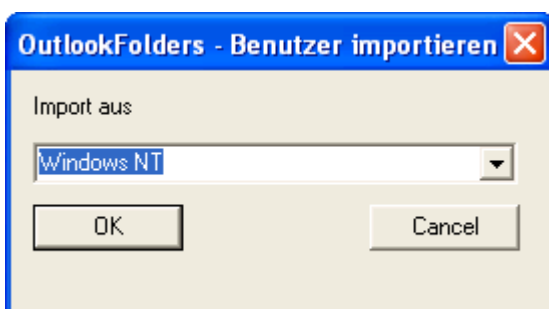 OutlookFolders - Benutzer importieren
Import aus
Windows NT
OK Cancel